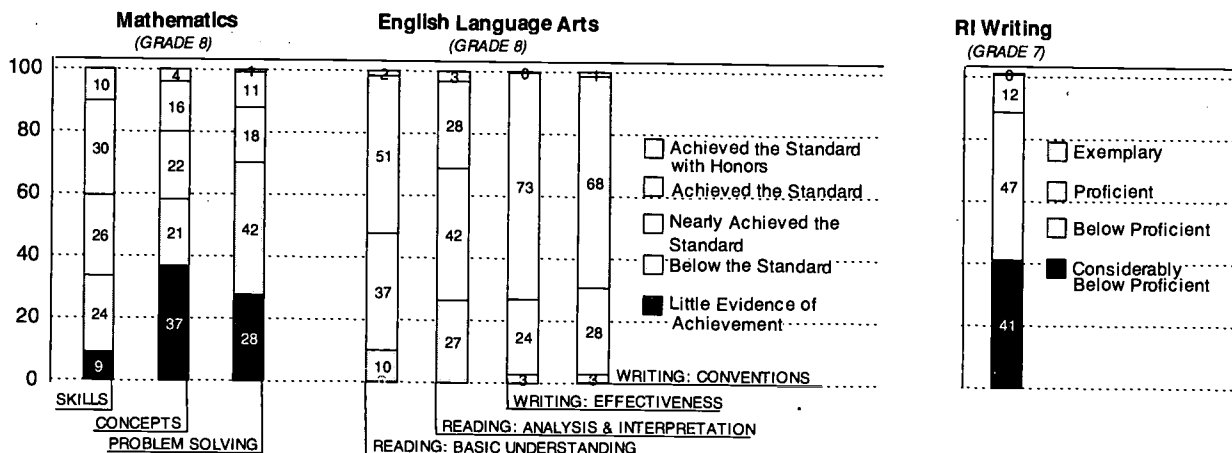 Mathematics
(GRADE 8)
English Language Arts
(GRADE 8)
RI Writing
(GRADE 7)
100
80
60
40
20
0
10
30
26
24
9
4
16
22
21
37
1
11
18
42
28
2
51
37
10
3
28
42
27
0
73
24
3
1
68
28
3
Achieved the Standard
with Honors
Achieved the Standard
Nearly Achieved the
Standard
Below the Standard
Little Evidence of
Achievement
0
12
47
41
Exemplary
Proficient
Below Proficient
Considerably
Below Proficient
SKILLS
CONCEPTS
PROBLEM SOLVING
WRITING: CONVENTIONS
WRITING: EFFECTIVENESS
READING: ANALYSIS & INTERPRETATION
READING: BASIC UNDERSTANDING